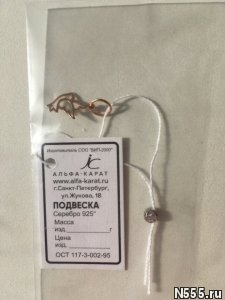 Изготовитель ООО "ВИП-2000"
АЛЬФА-КАРАТ
www.alfa-karat.ru
г.Санкт-Петербург,
ул.Жукова, 18
ПОДВЕСКА
Серебро 925°
Масса
изд. г
Цена
изд.
ОСТ 117-3-002-95
N555.ru